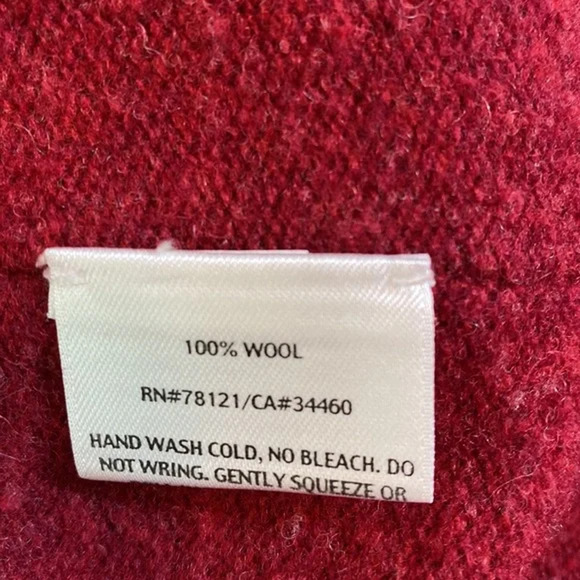 100% WOOL
RN#78121/CA#34460
HAND WASH COLD, NO BLEACH. DO
NOT WRING. GENTLY SQUEEZE OR